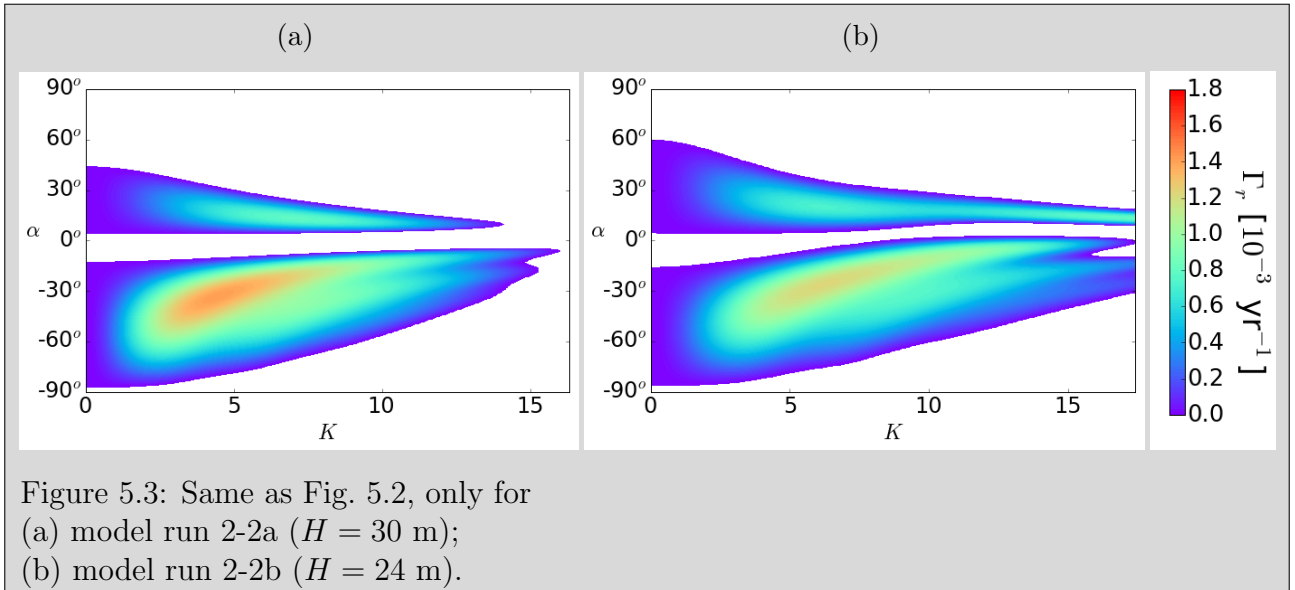 (a)
(b)
90°
60°
30°
α 0°
-30°
-60°
-90°
0 5 10 15
K
90°
60°
30°
α 0°
-30°
-60°
-90°
0 5 10 15
K
1.8
1.6
1.4
1.2
1.0
0.8
0.6
0.4
0.2
0.0
Γr [10⁻³ yr⁻¹]
Figure 5.3: Same as Fig. 5.2, only for
(a) model run 2-2a (H = 30 m);
(b) model run 2-2b (H = 24 m).